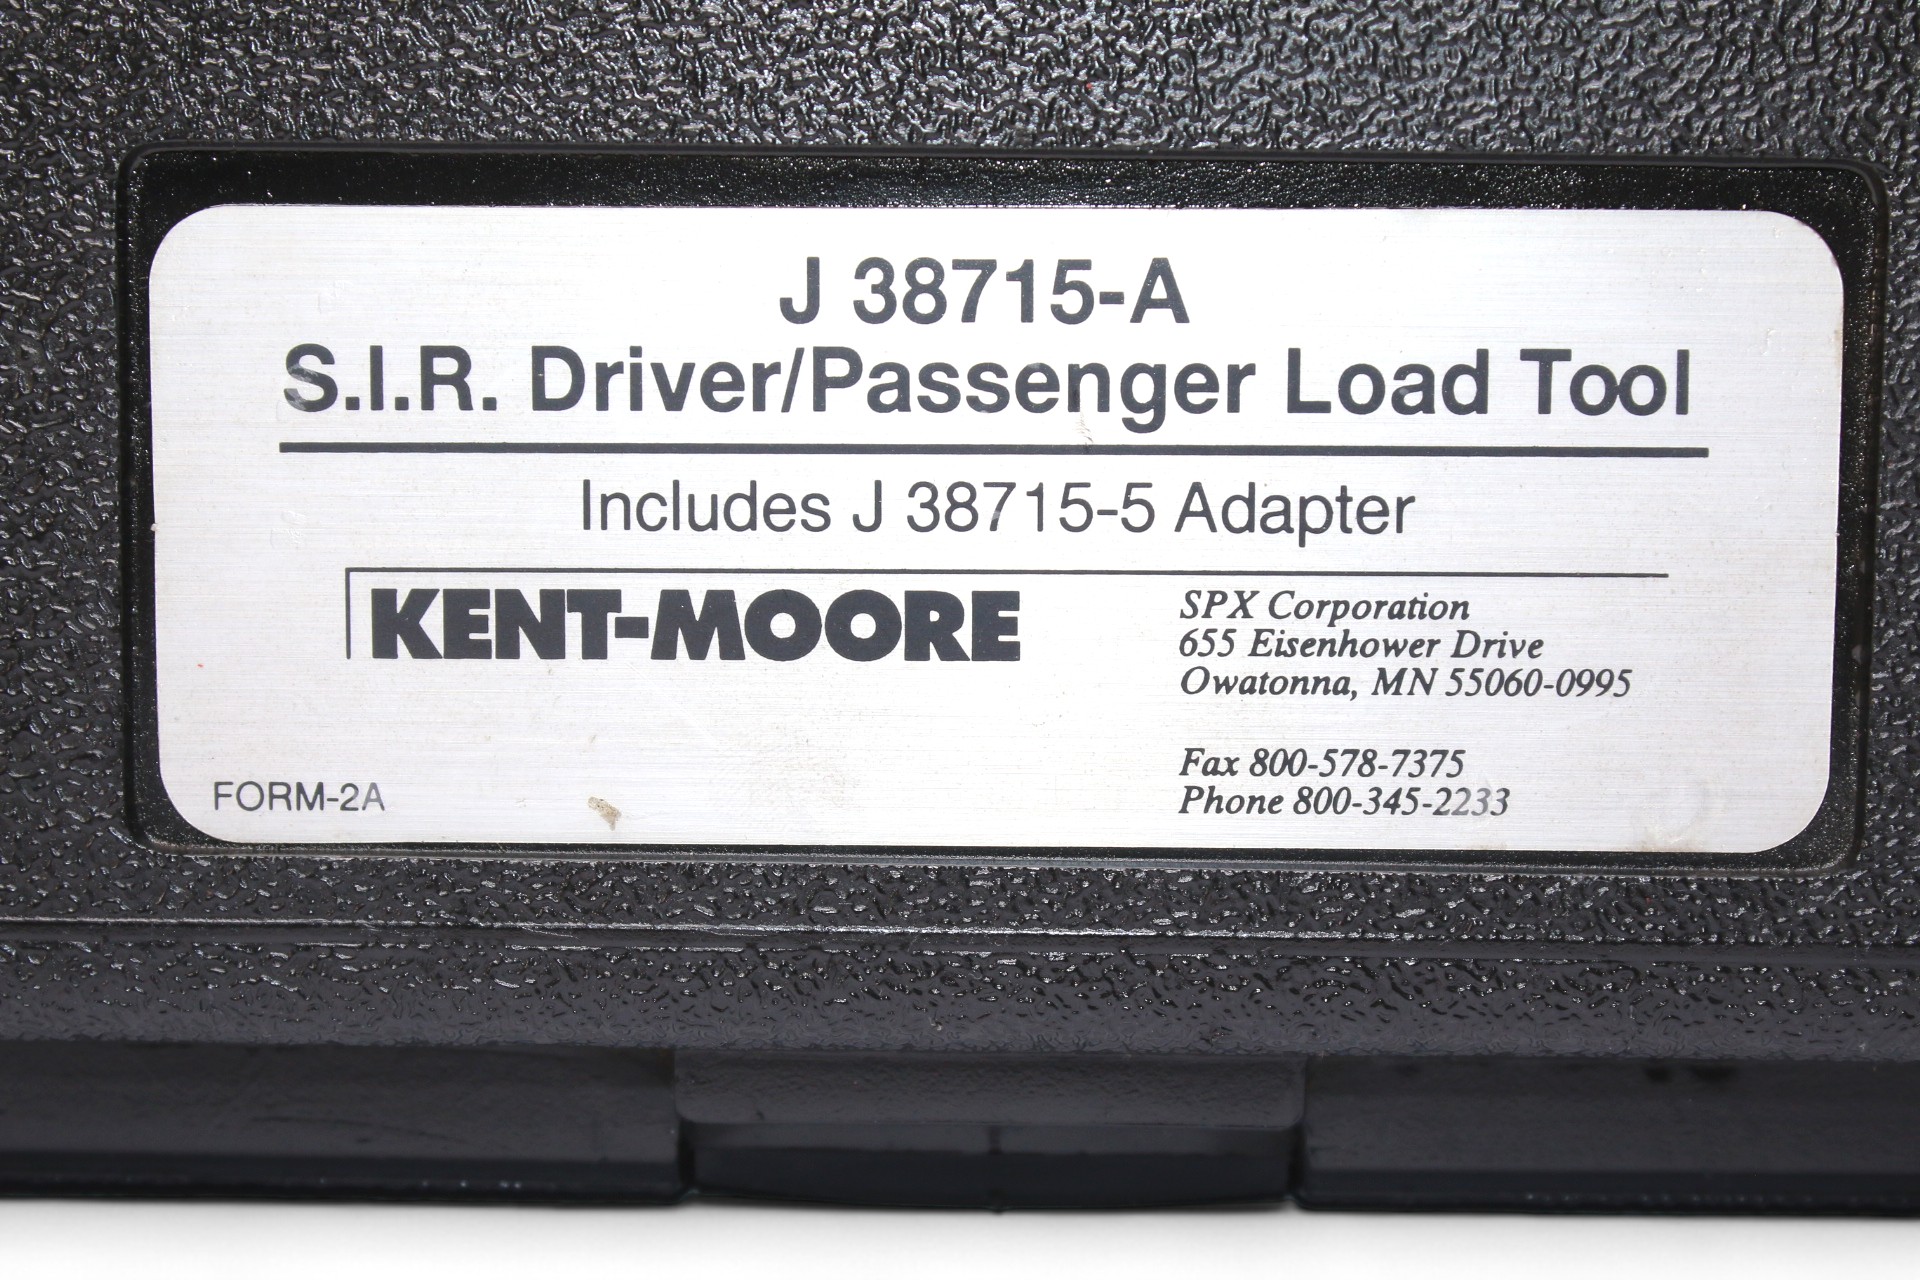 J 38715-A
S.I.R. Driver/Passenger Load Tool
Includes J 38715-5 Adapter
KENT-MOORE
SPX Corporation
655 Eisenhower Drive
Owatonna, MN 55060-0995
Fax 800-578-7375
Phone 800-345-2233
FORM-2A